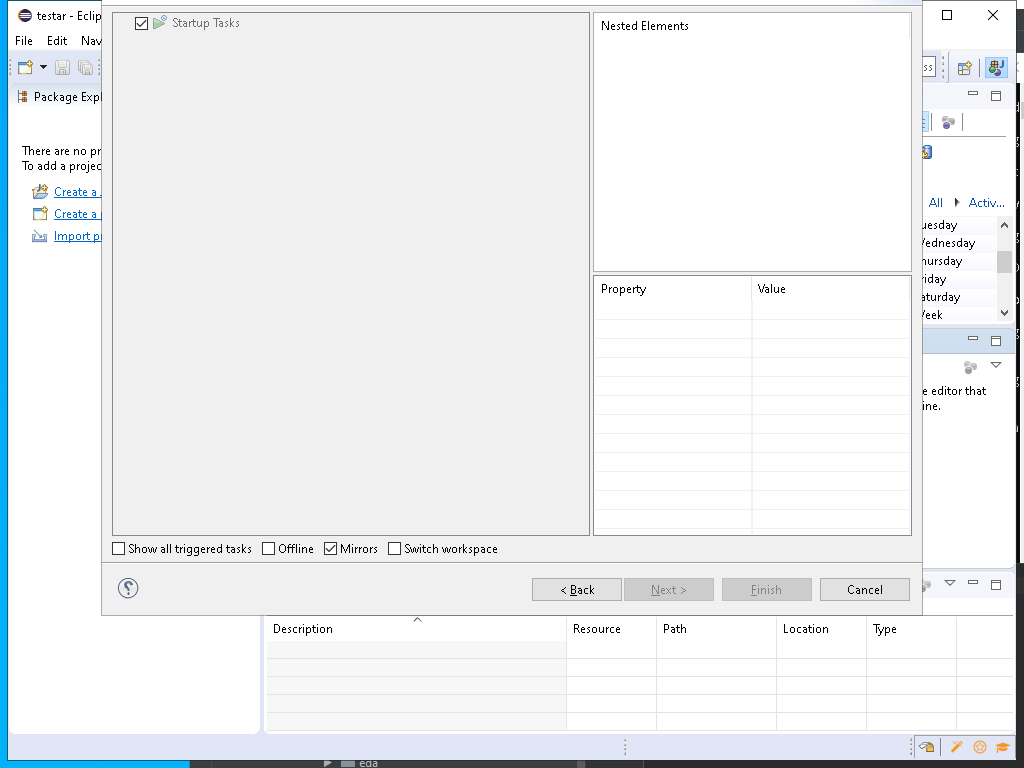 testar - Eclip
File Edit Nav
Package Expl
There are no pr
To add a projec
Create a
Create a
Import
Startup Tasks
Nested Elements
Property Value
All Activ...
uesday
Vednesday
hursday
riday
aturday
Veek
e editor that
ine.
Show all triggered tasks Offline Mirrors Switch workspace
< Back Next > Finish Cancel
Description Resource Path Location Type
eda